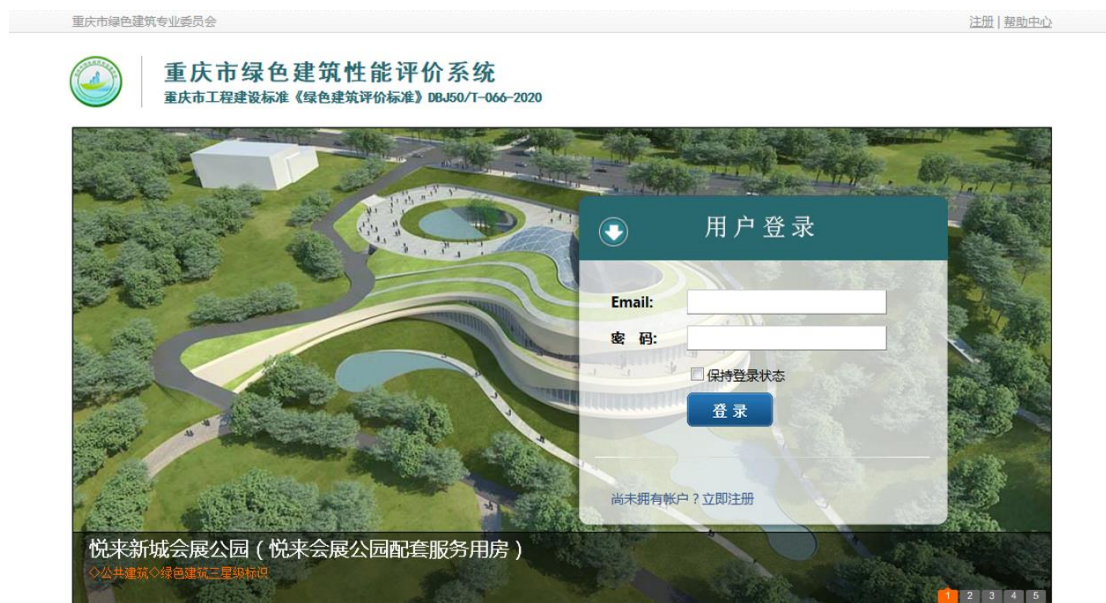 重庆市绿色建筑专业委员会
注册 | 帮助中心
重庆市绿色建筑性能评价系统
重庆市工程建设标准《绿色建筑评价标准》DBJ50/T-066-2020
用户登录
Email:
密 码:
保持登录状态
登 录
尚未拥有帐户？立即注册
悦来新城会展公园（悦来会展公园配套服务用房）
◇公共建筑◇绿色建筑三星级标识
1 2 3 4 5